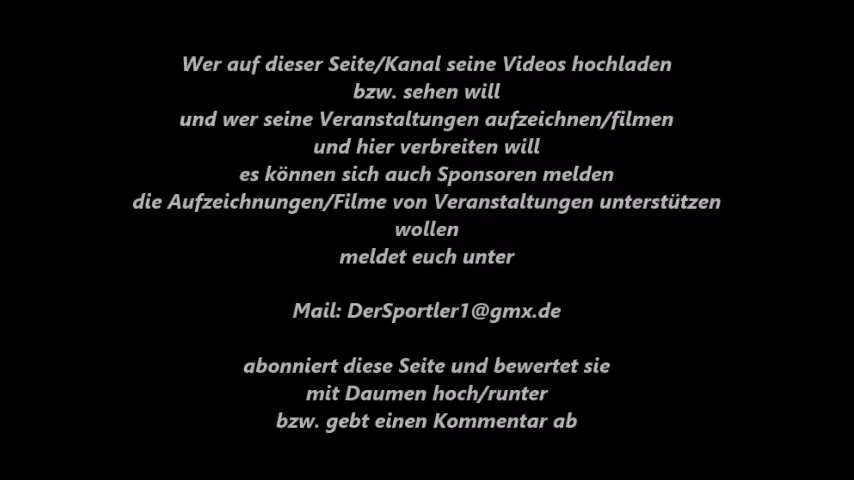 Wer auf dieser Seite/Kanal seine Videos hochladen
bzw. sehen will
und wer seine Veranstaltungen aufzeichnen/filmen
und hier verbreiten will
es können sich auch Sponsoren melden
die Aufzeichnungen/Filme von Veranstaltungen unterstützen
wollen
meldet euch unter
Mail: DerSportler1@gmx.de
abonniert diese Seite und bewertet sie
mit Daumen hoch/runter
bzw. gebt einen Kommentar ab